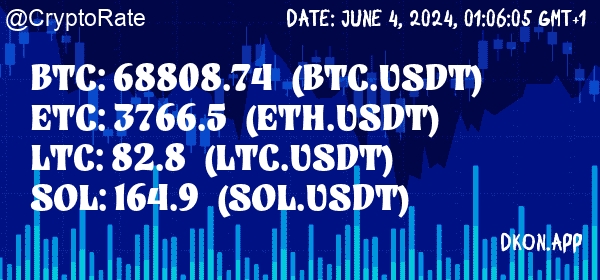 @CryptoRate
DATE: JUNE 4, 2024, 01:06:05 GMT+1
BTC: 68808.74 (BTC.USDT)
ETC: 3766.5 (ETH.USDT)
LTC: 82.8 (LTC.USDT)
SOL: 164.9 (SOL.USDT)
DKON.APP